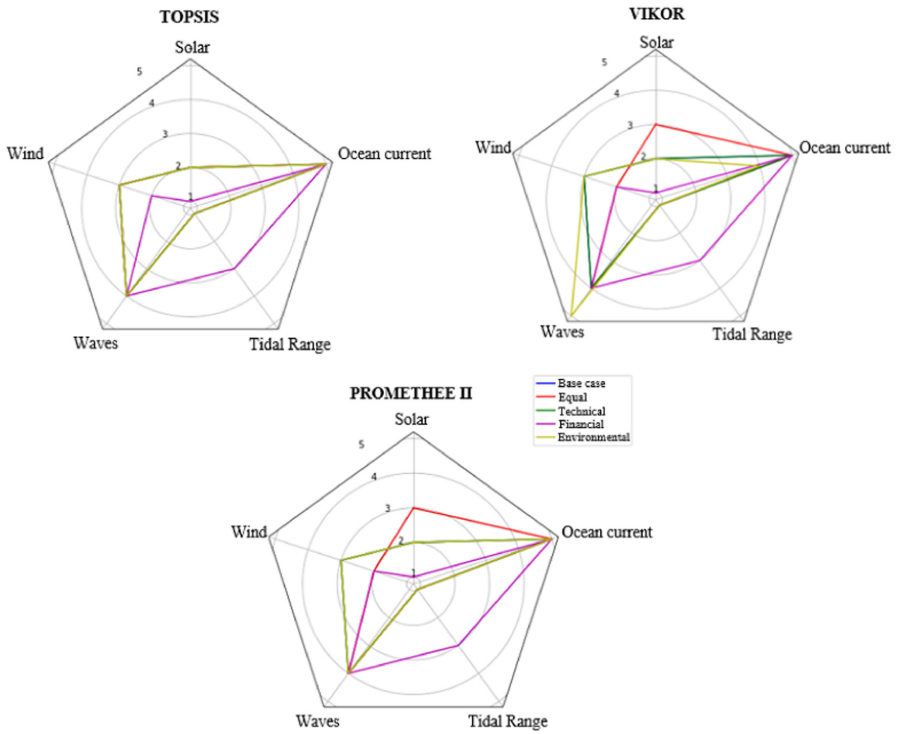 TOPSIS
Solar
5
4
3
2
1
Wind
Ocean current
Waves
Tidal Range
VIKOR
Solar
5
4
3
2
1
Wind
Ocean current
Waves
Tidal Range
PROMETHEE II
Solar
5
4
3
2
1
Wind
Ocean current
Waves
Tidal Range
Base case
Equal
Technical
Financial
Environmental